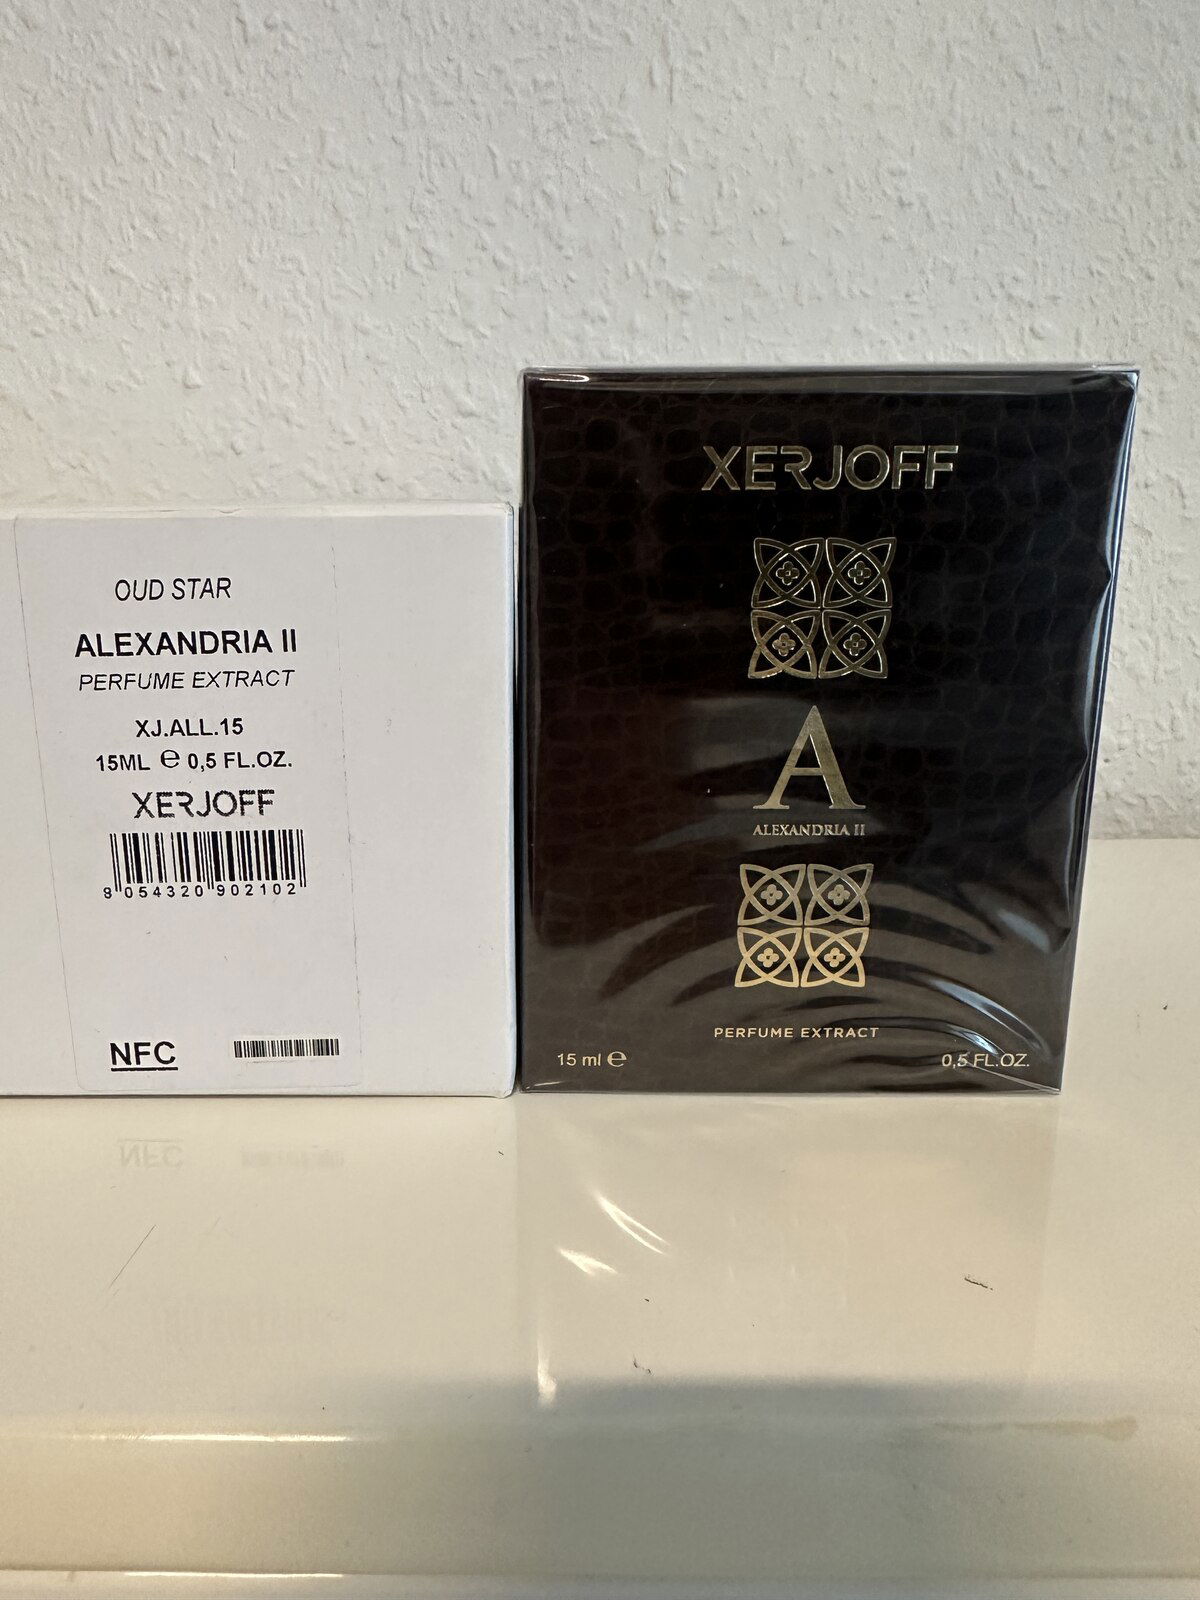 OUD STAR
ALEXANDRIA II
PERFUME EXTRACT
XJ.ALL.15
15ML ℮ 0,5 FL.OZ.
XERJOFF
8 054320 902102
NFC
XERJOFF
A
ALEXANDRIA II
PERFUME EXTRACT
15 ml ℮
0,5 FL.OZ.